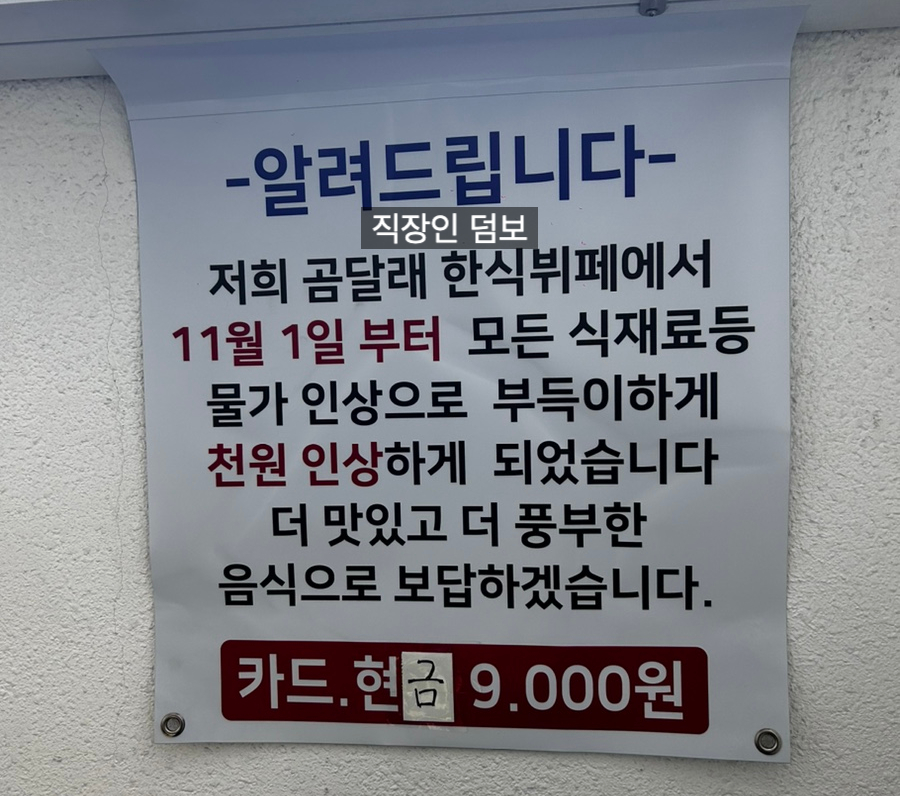 -알려드립니다-
직장인 덤보
저희 곰달래 한식뷔페에서
11월 1일 부터 모든 식재료등
물가 인상으로 부득이하게
천원 인상하게 되었습니다
더 맛있고 더 풍부한
음식으로 보답하겠습니다.
카드.현금 9.000원